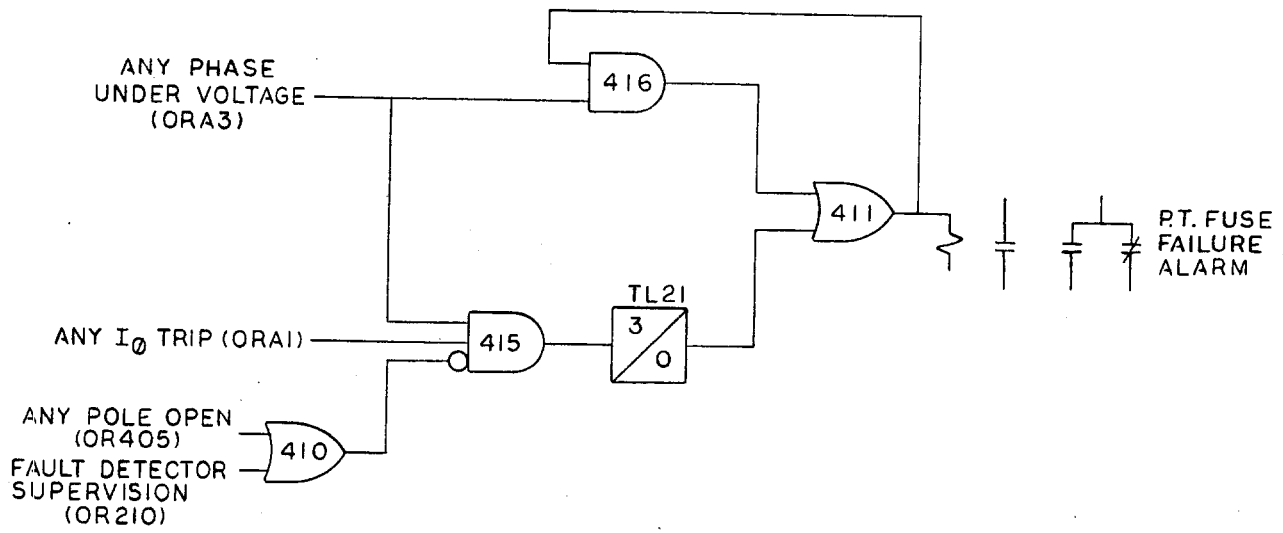 ANY PHASE
UNDER VOLTAGE
(ORA3)
416
411
P.T. FUSE
FAILURE
ALARM
TL21
3
0
ANY IØ TRIP (ORA1)
415
ANY POLE OPEN
(OR405)
410
FAULT DETECTOR
SUPERVISION
(OR210)